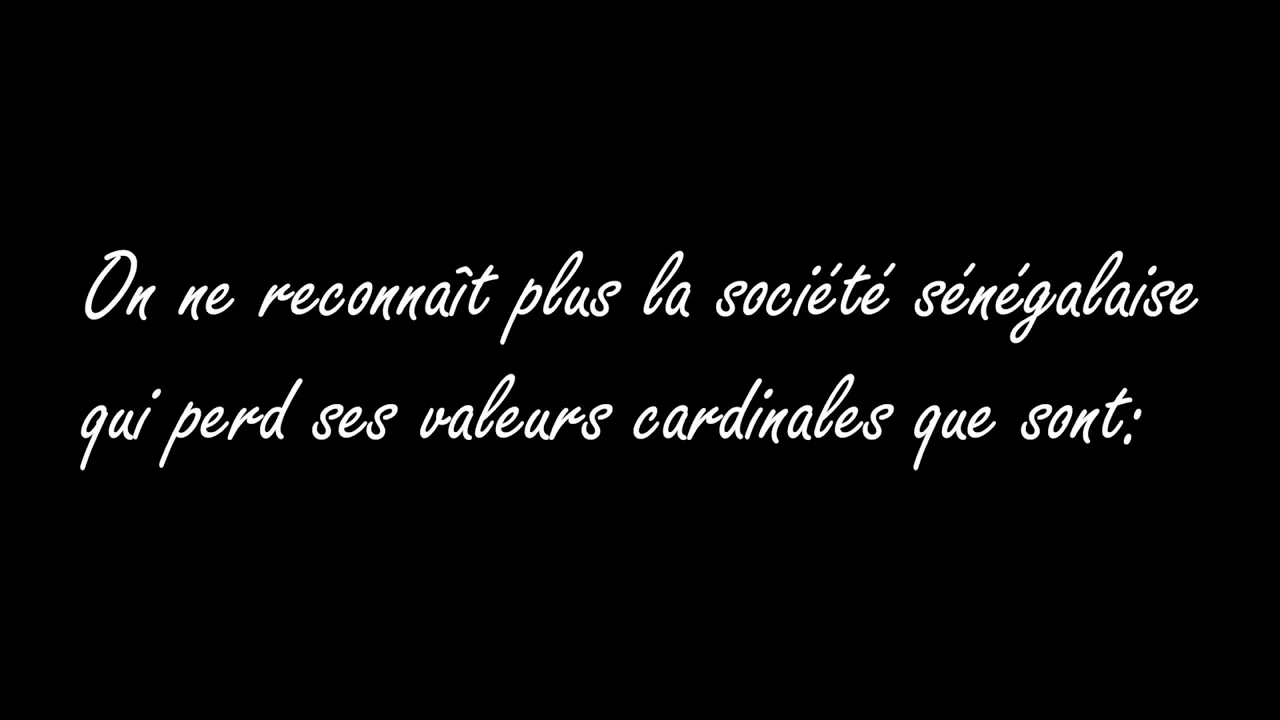 On ne reconnaît plus la société sénégalaise
qui perd ses valeurs cardinales que sont: